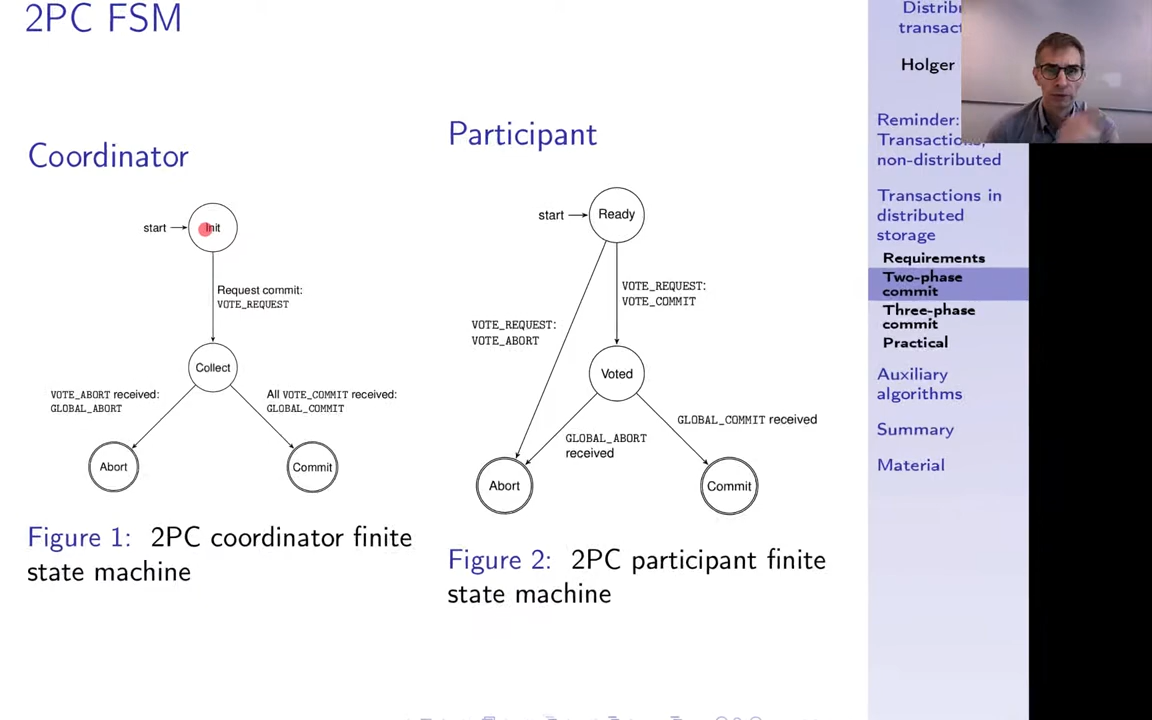 2PC FSM
Coordinator
start
Init
Request commit:
VOTE_REQUEST
Collect
VOTE_ABORT received:
GLOBAL_ABORT
All VOTE_COMMIT received:
GLOBAL_COMMIT
Abort
Commit
Figure 1: 2PC coordinator finite
state machine
Participant
start
Ready
VOTE_REQUEST:
VOTE_COMMIT
VOTE_REQUEST:
VOTE_ABORT
Voted
GLOBAL_COMMIT received
GLOBAL_ABORT
received
Abort
Commit
Figure 2: 2PC participant finite
state machine
Holger
Reminder:
Transactions,
non-distributed
Transactions in
distributed
storage
Requirements
Two-phase
commit
Three-phase
commit
Practical
Auxiliary
algorithms
Summary
Material